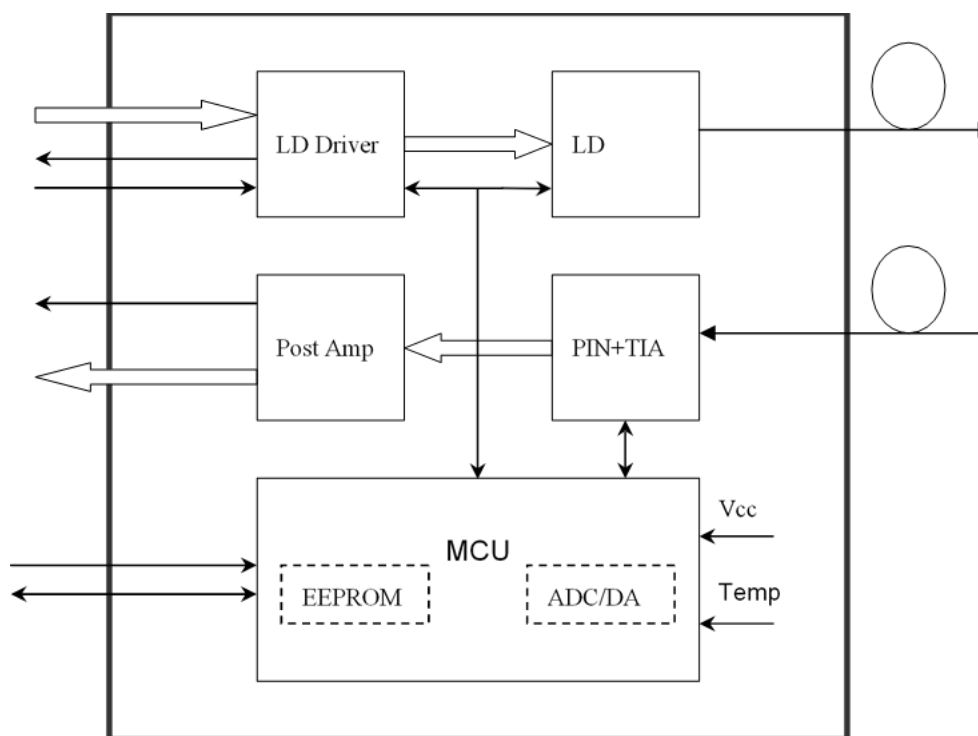 LD Driver
LD
Post Amp
PIN+TIA
Vcc
MCU
EEPROM
ADC/DA
Temp